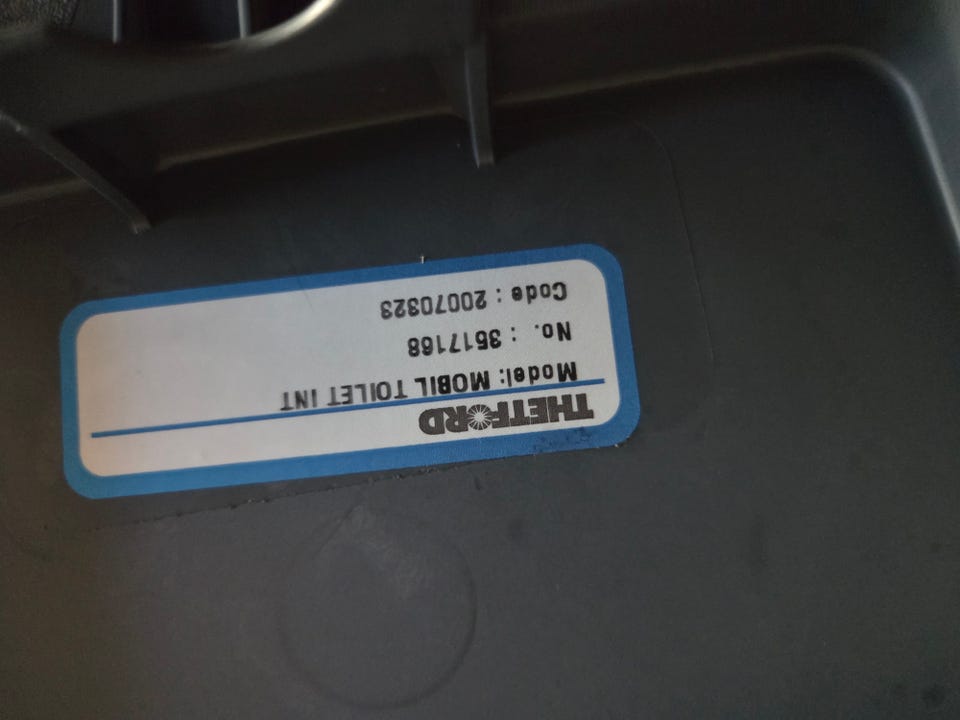 THETFORD
Model: MOBIL TOILET INT
No. : 3517168
Code : 20070323